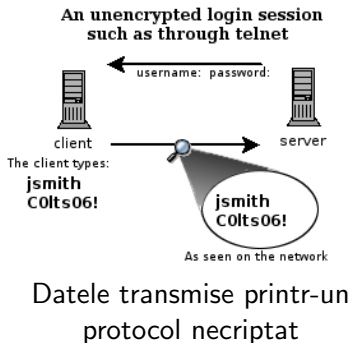 An unencrypted login session
such as through telnet
username: password:
client
server
The client types:
jsmith
C0lts06!
jsmith
C0lts06!
As seen on the network
Datele transmise printr-un
protocol necriptat